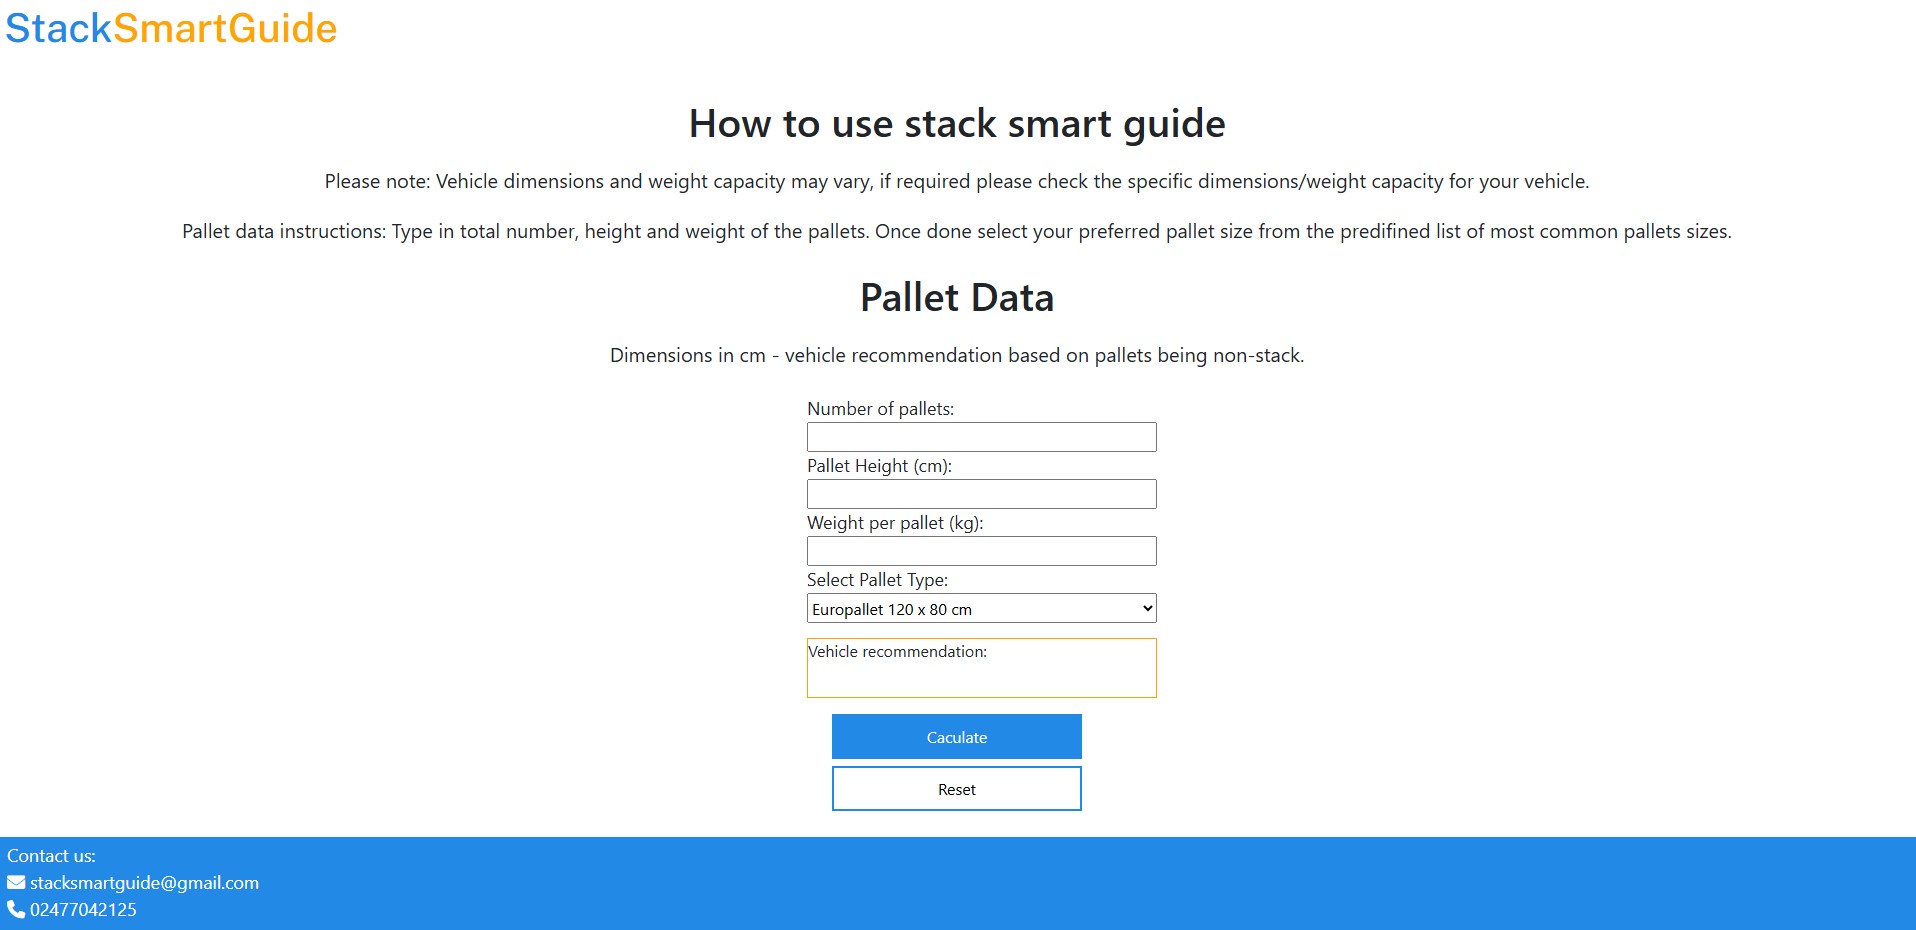 StackSmartGuide
How to use stack smart guide
Please note: Vehicle dimensions and weight capacity may vary, if required please check the specific dimensions/weight capacity for your vehicle.
Pallet data instructions: Type in total number, height and weight of the pallets. Once done select your preferred pallet size from the predifined list of most common pallets sizes.
Pallet Data
Dimensions in cm - vehicle recommendation based on pallets being non-stack.
Number of pallets:
Pallet Height (cm):
Weight per pallet (kg):
Select Pallet Type:
Europallet 120 x 80 cm
Vehicle recommendation:
Caculate
Reset
Contact us:
stacksmartguide@gmail.com
02477042125